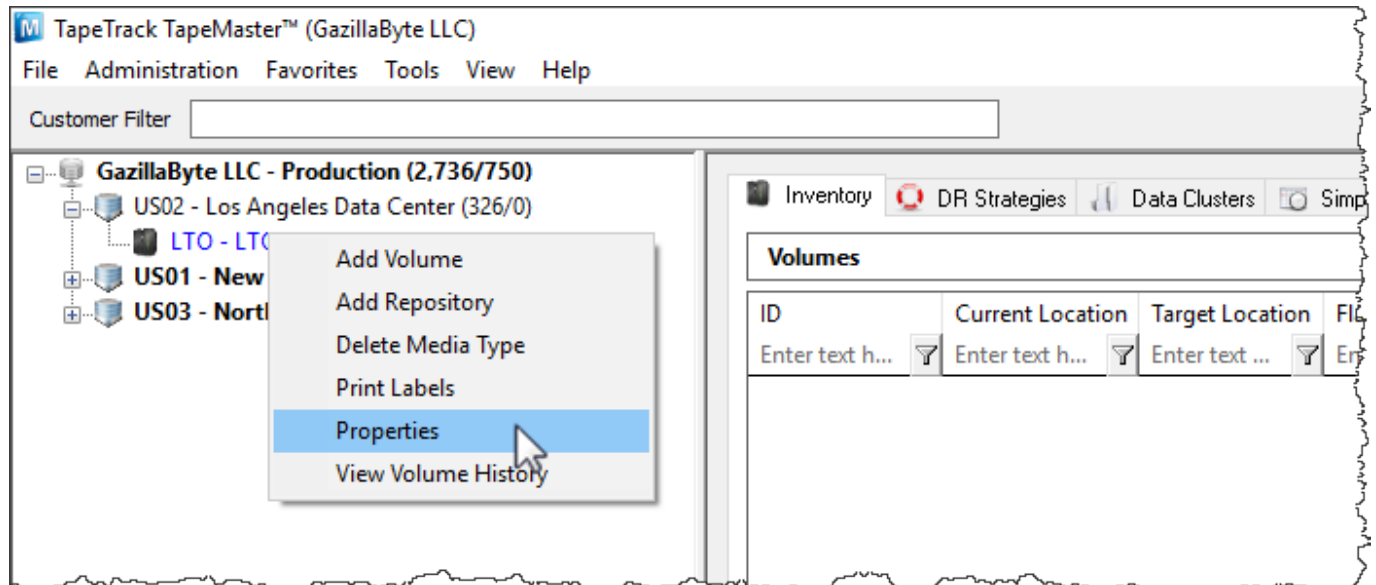 TapeTrack TapeMaster™ (GazillaByte LLC)
File Administration Favorites Tools View Help
Customer Filter
GazillaByte LLC - Production (2,736/750)
US02 - Los Angeles Data Center (326/0)
LTO -
US01 - New
US03 -
Add Volume
Add Repository
Delete Media Type
Print Labels
Properties
View Volume History
Inventory DR Strategies Data Clusters
Volumes
ID Current Location Target Location
Enter text h... Enter text h... Enter text ...